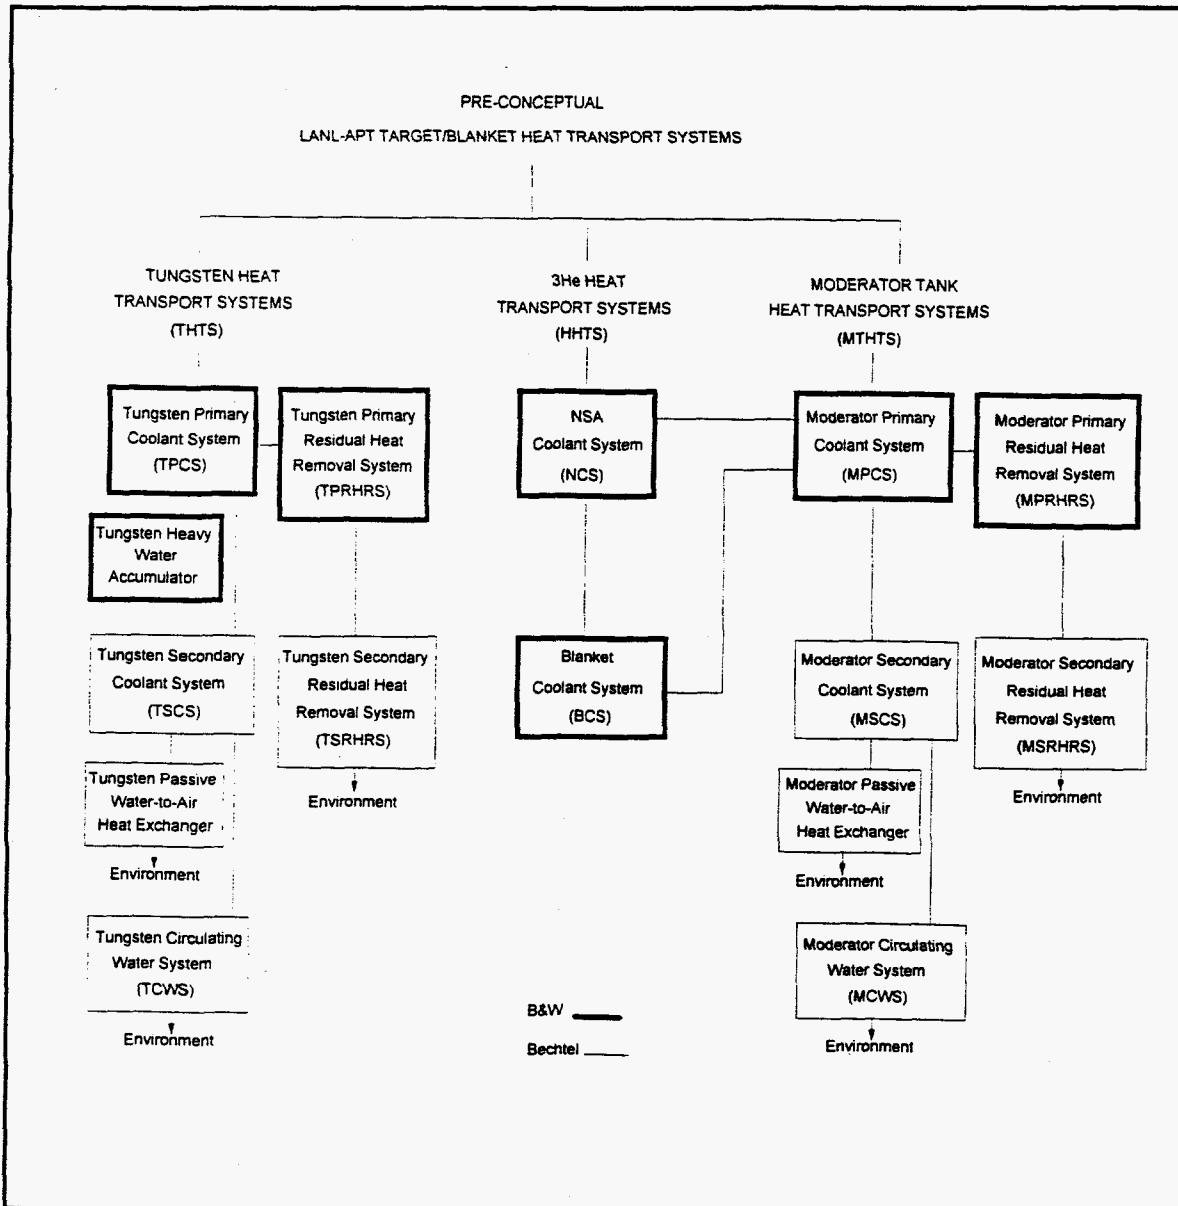 PRE-CONCEPTUAL
LANL-APT TARGET/BLANKET HEAT TRANSPORT SYSTEMS
TUNGSTEN HEAT
TRANSPORT SYSTEMS
(THTS)
3He HEAT
TRANSPORT SYSTEMS
(HHTS)
MODERATOR TANK
HEAT TRANSPORT SYSTEMS
(MTHTS)
Tungsten Primary
Coolant System
(TPCS)
Tungsten Primary
Residual Heat
Removal System
(TPRHRS)
NSA
Coolant System
(NCS)
Moderator Primary
Coolant System
(MPCS)
Moderator Primary
Residual Heat
Removal System
(MPRHRS)
Tungsten Heavy
Water
Accumulator
Tungsten Secondary
Coolant System
(TSCS)
Tungsten Secondary
Residual Heat
Removal System
(TSRHRS)
Blanket
Coolant System
(BCS)
Moderator Secondary
Coolant System
(MSCS)
Moderator Secondary
Residual Heat
Removal System
(MSRHRS)
Tungsten Passive
Water-to-Air
Heat Exchanger
Environment
Moderator Passive
Water-to-Air
Heat Exchanger
Environment
Environment
Environment
Tungsten Circulating
Water System
(TCWS)
Moderator Circulating
Water System
(MCWS)
Environment
Environment
B&W
Bechtel